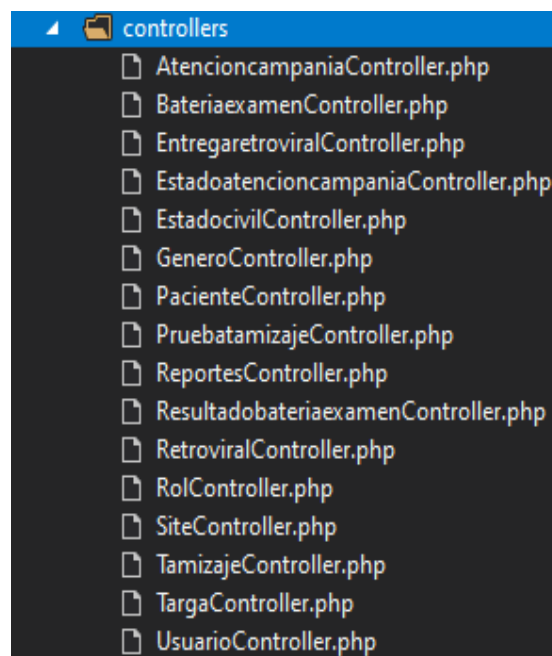 controllers
AtencioncampaniaController.php
BateriaexamenController.php
EntregaretroviralController.php
EstadoatencioncampaniaController.php
EstadocivilController.php
GeneroController.php
PacienteController.php
PruebatamizajeController.php
ReportesController.php
ResultadobateriaexamenController.php
RetroviralController.php
RolController.php
SiteController.php
TamizajeController.php
TargaController.php
UsuarioController.php